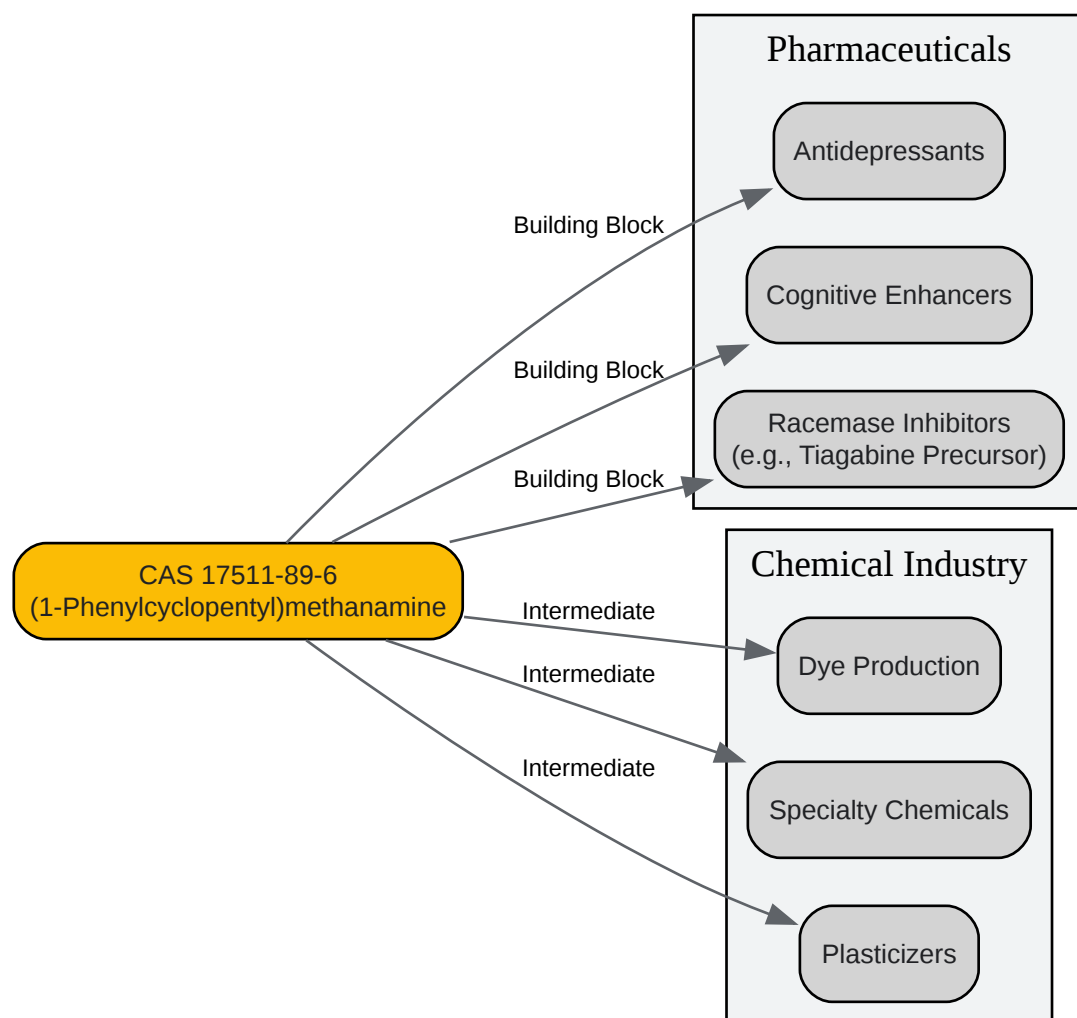 Pharmaceuticals
Antidepressants
Building Block
Cognitive Enhancers
Building Block
Racemase Inhibitors
(e.g., Tiagabine Precursor)
Building Block
CAS 17511-89-6
(1-Phenylcyclopentyl)methanamine
Chemical Industry
Intermediate
Dye Production
Intermediate
Specialty Chemicals
Intermediate
Plasticizers